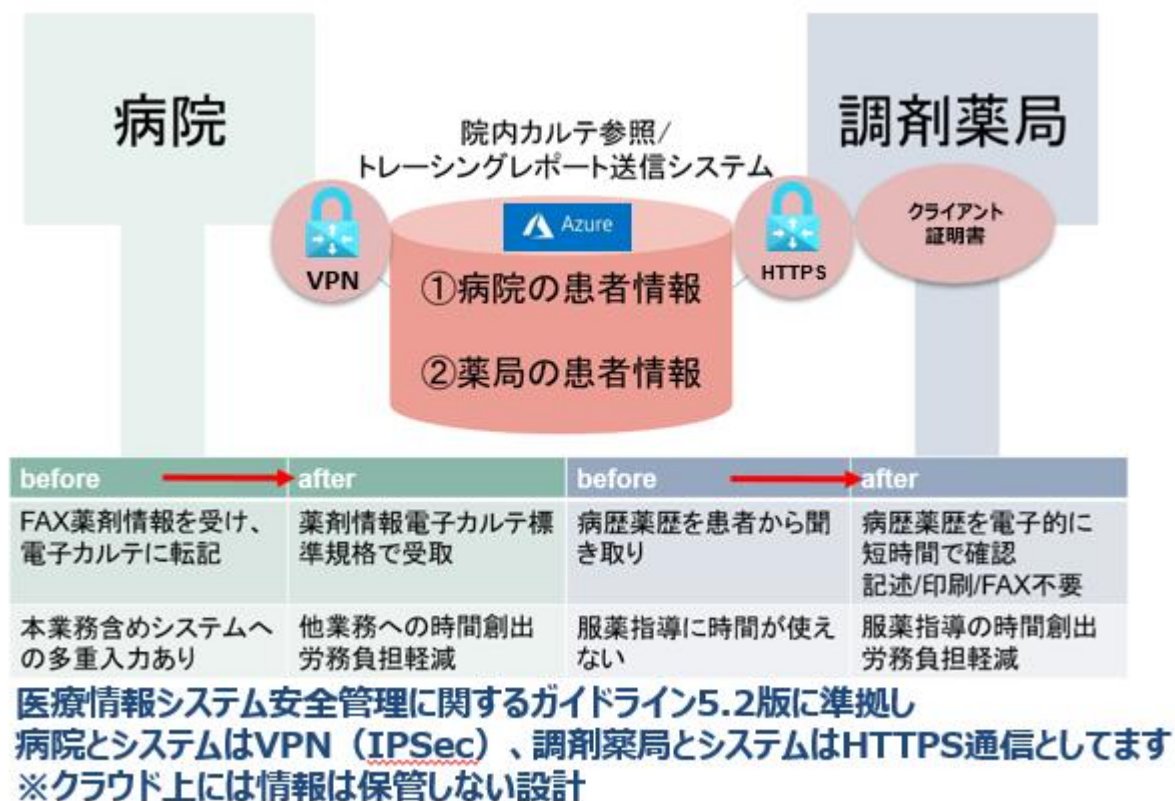 病院
院内カルテ参照/
トレーシングレポート送信システム
調剤薬局
VPN
Azure
HTTPS
クライアント
証明書
①病院の患者情報
②薬局の患者情報
before
after
before
after
FAX薬剤情報を受け、
電子カルテに転記
薬剤情報電子カルテ標
準規格で受取
病歴薬歴を患者から聞
き取り
病歴薬歴を電子的に
短時間で確認
記述/印刷/FAX不要
本業務含めシステムへ
の多重入力あり
他業務への時間創出
労務負担軽減
服薬指導に時間が使え
ない
服薬指導の時間創出
労務負担軽減
医療情報システム安全管理に関するガイドライン5.2版に準拠し
病院とシステムはVPN（IPSec）、調剤薬局とシステムはHTTPS通信としてます
※クラウド上には情報は保管しない設計